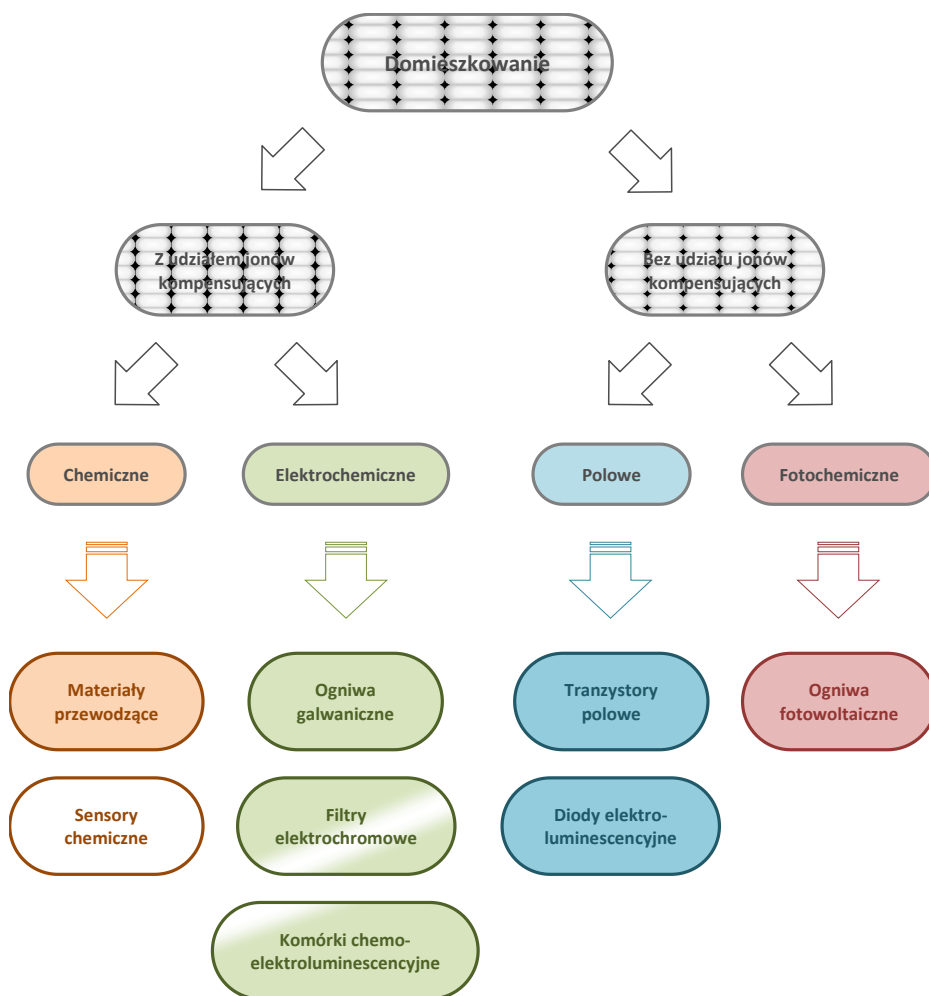 Domieszkowanie
Z udziałem jonów
kompensujących
Bez udziału jonów
kompensujących
Chemiczne
Elektrochemiczne
Polowe
Fotochemiczne
Materiały
przewodzące
Ogniwa
galwaniczne
Tranzystory
polowe
Ogniwa
fotowoltaiczne
Sensory
chemiczne
Filtry
elektrochromowe
Diody elektro-
luminescencyjne
Komórki chemo-
elektroluminescencyjne